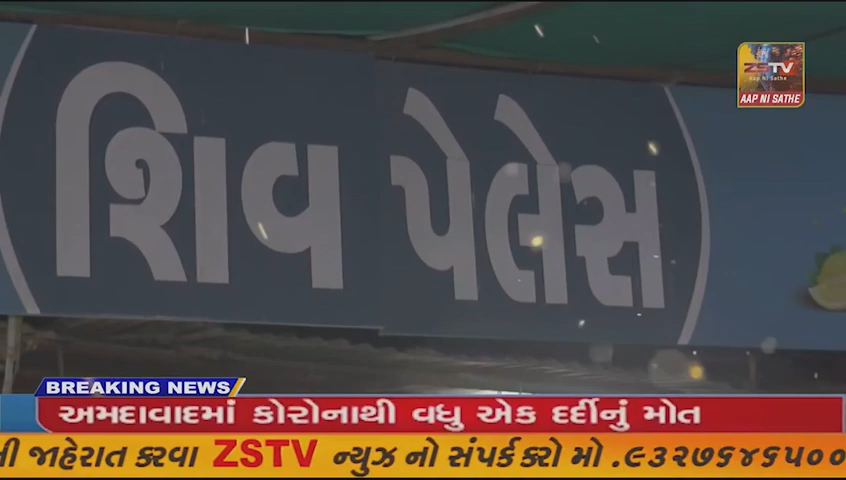 ZSTV
Aap Ni Sathe
AAP NI SATHE
શિવ પેલેસ
BREAKING NEWS
અમદાવાદમાં કોરોનાથી વધુ એક દર્દીનું મોત
ની જાહેરાત કરવા ZSTV ન્યુઝ નો સંપર્ક કરો મો .૯૩૨૭૬૪૬૫૦૦